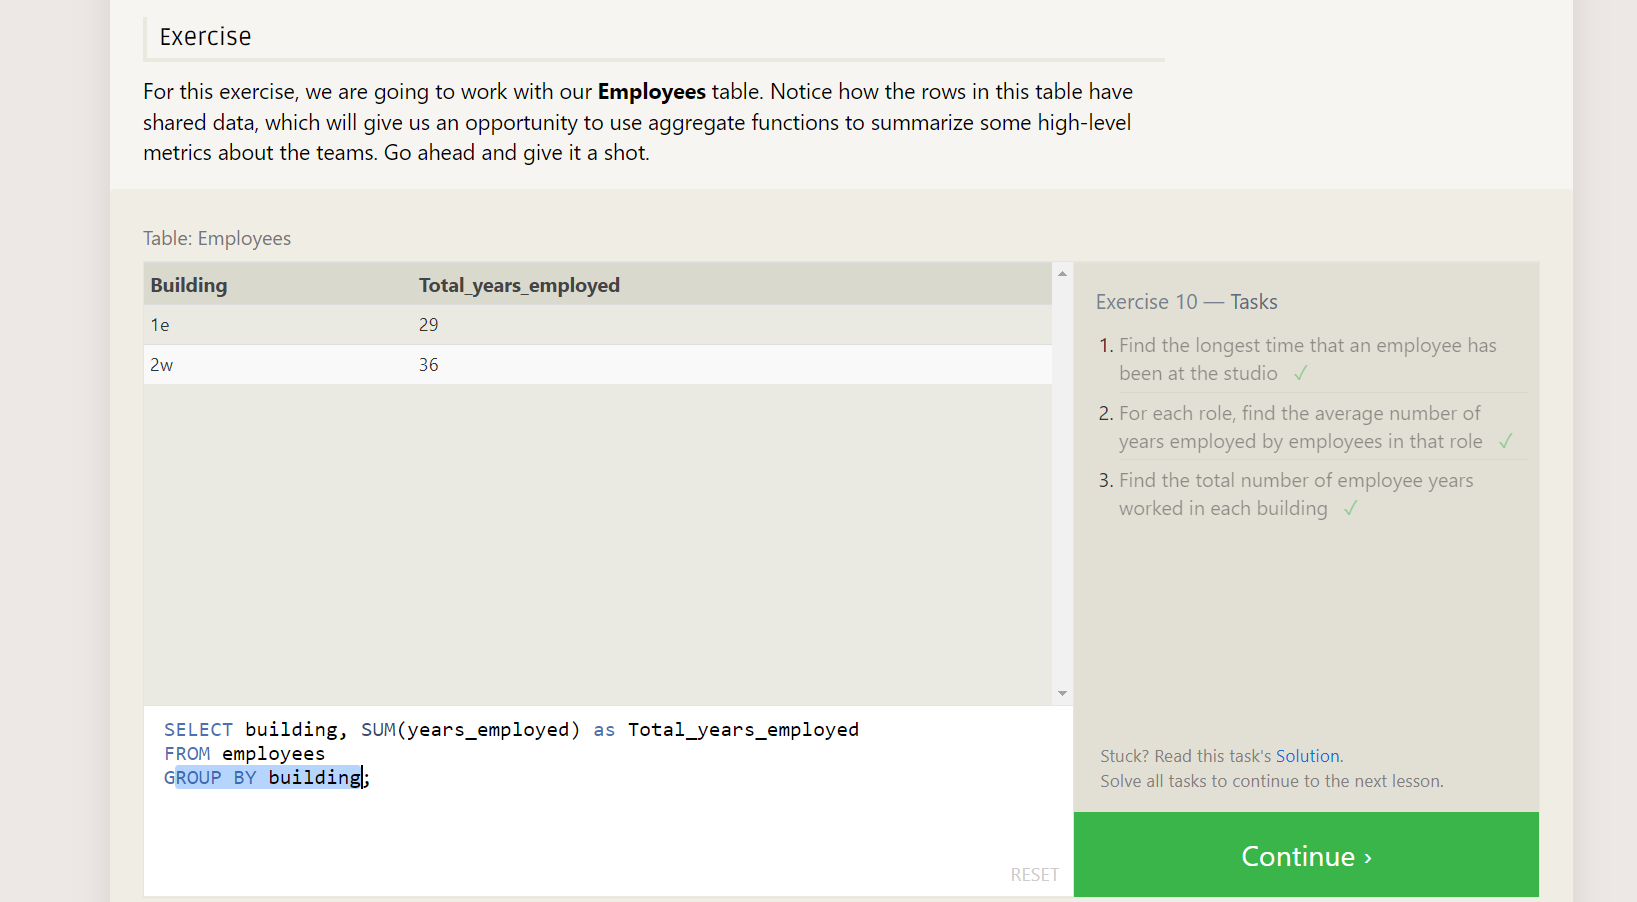 Exercise
For this exercise, we are going to work with our Employees table. Notice how the rows in this table have
shared data, which will give us an opportunity to use aggregate functions to summarize some high-level
metrics about the teams. Go ahead and give it a shot.
Table: Employees
Building Total_years_employed
1e 29
2w 36
SELECT building, SUM(years_employed) as Total_years_employed
FROM employees
GROUP BY building;
RESET
Exercise 10 — Tasks
1. Find the longest time that an employee has
been at the studio ✓
2. For each role, find the average number of
years employed by employees in that role ✓
3. Find the total number of employee years
worked in each building ✓
Stuck? Read this task's Solution.
Solve all tasks to continue to the next lesson.
Continue ›